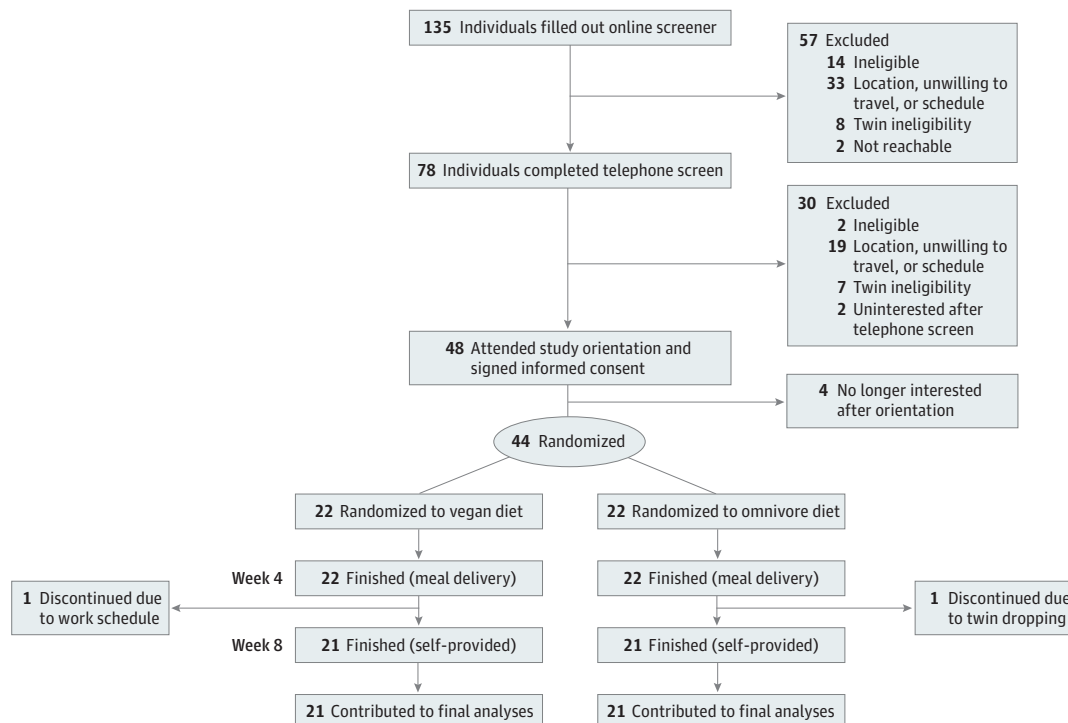 135 Individuals filled out online screener
57 Excluded
14 Ineligible
33 Location, unwilling to
travel, or schedule
8 Twin ineligibility
2 Not reachable
78 Individuals completed telephone screen
30 Excluded
2 Ineligible
19 Location, unwilling to
travel, or schedule
7 Twin ineligibility
2 Uninterested after
telephone screen
48 Attended study orientation and
signed informed consent
4 No longer interested
after orientation
44 Randomized
22 Randomized to vegan diet
22 Randomized to omnivore diet
Week 4
22 Finished (meal delivery)
22 Finished (meal delivery)
1 Discontinued due
to work schedule
1 Discontinued due
to twin dropping
Week 8
21 Finished (self-provided)
21 Finished (self-provided)
21 Contributed to final analyses
21 Contributed to final analyses